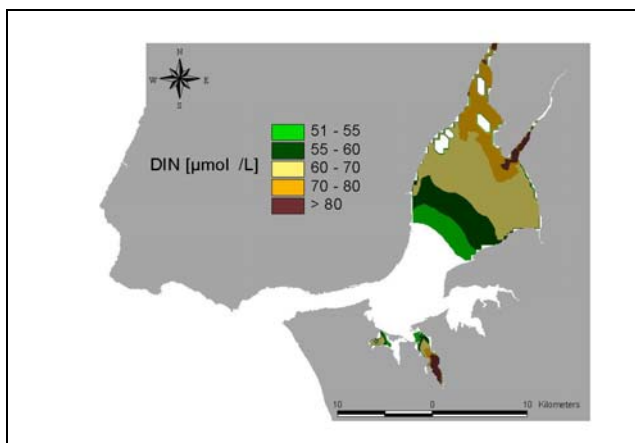 N
W E
S
DIN [µmol /L]
51 - 55
55 - 60
60 - 70
70 - 80
> 80
10 0 10 Kilometers